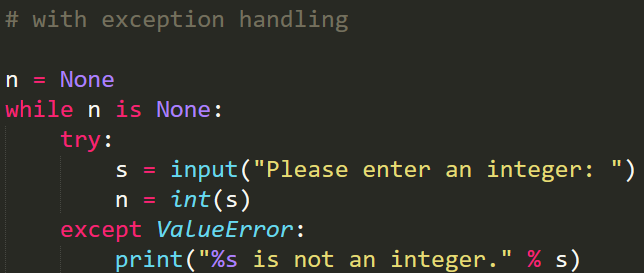 # with exception handling
n = None
while n is None:
    try:
        s = input("Please enter an integer: ")
        n = int(s)
    except ValueError:
        print("%s is not an integer." % s)